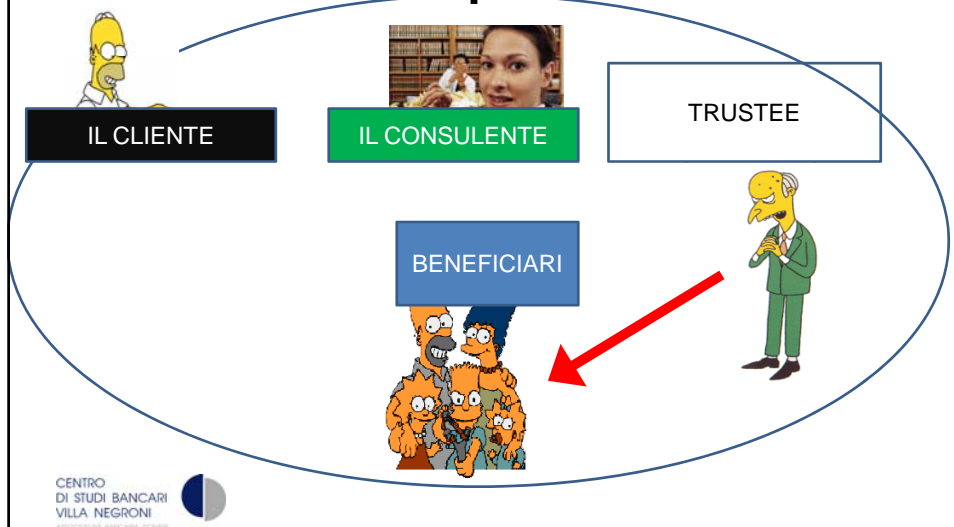 IL CLIENTE
IL CONSULENTE
TRUSTEE
BENEFICIARI
CENTRO
DI STUDI BANCARI
VILLA NEGRONI